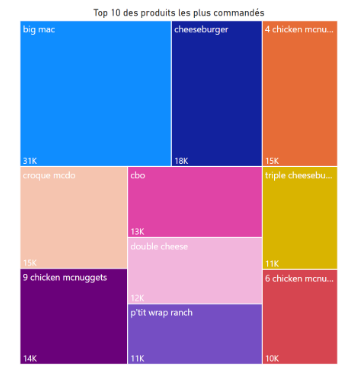 Top 10 des produits les plus commandés
big mac
31K
cheeseburger
18K
4 chicken mcnu...
15K
croque mcdo
15K
cbo
13K
triple cheesebu...
11K
double cheese
12K
9 chicken mcnuggets
14K
p'tit wrap ranch
11K
6 chicken mcnu...
10K